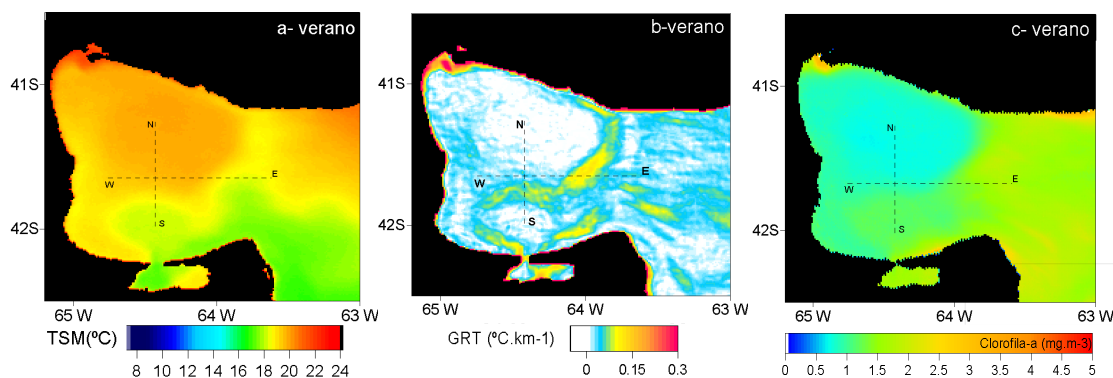 a- verano
41S
42S
N
W
E
S
65 W
64 W
63 W
TSM(ºC)
8 10 12 14 16 18 20 22 24
b-verano
41S
42S
N
W
E
S
65 W
64 W
63 W
GRT (ºC.km-1)
0 0.15 0.3
c- verano
41S
42S
N
W
E
S
65 W
64 W
63 W
Clorofila-a (mg.m-3)
0 0.5 1 1.5 2 2.5 3 3.5 4 4.5 5